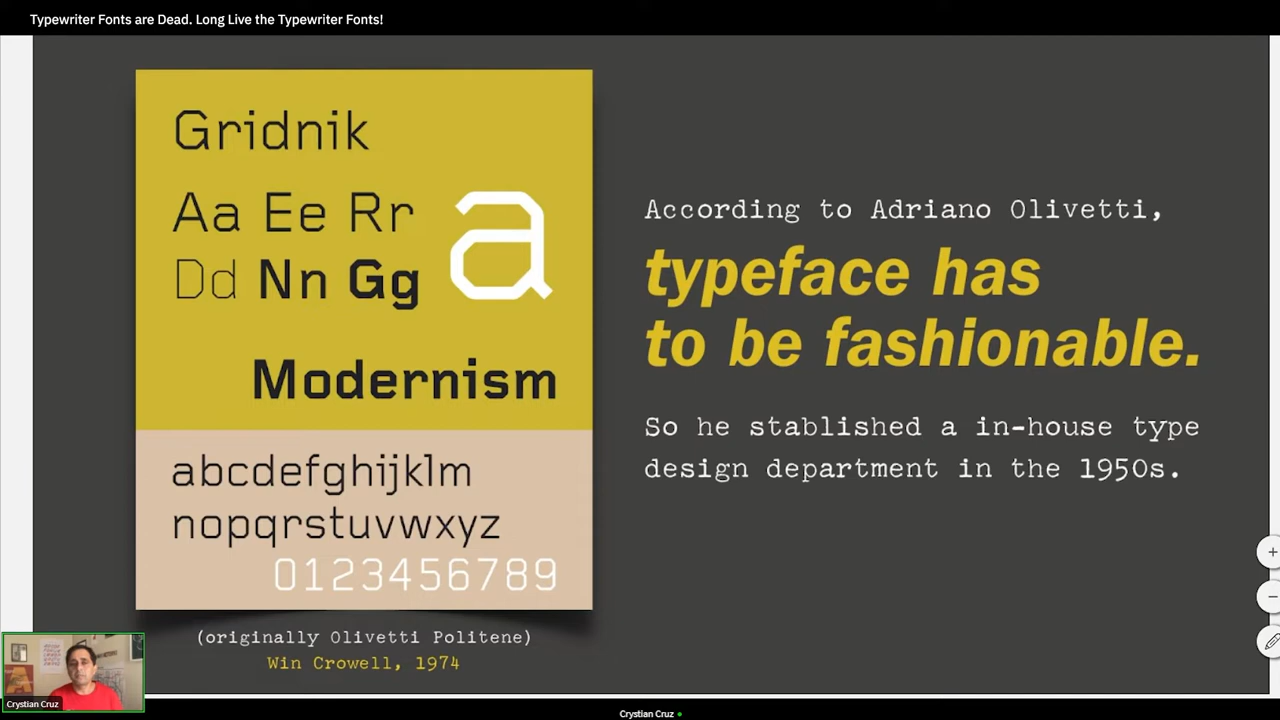 Typewriter Fonts are Dead. Long Live the Typewriter Fonts!
Gridnik
Aa Ee Rr
Dd Nn Gg
a
Modernism
abcdefghijklm
nopqrstuvwxyz
0123456789
(originally Olivetti Politene)
Win Crowell, 1974
According to Adriano Olivetti,
typeface has
to be fashionable.
So he stablished a in-house type
design department in the 1950s.
Crystian Cruz
Crystian Cruz